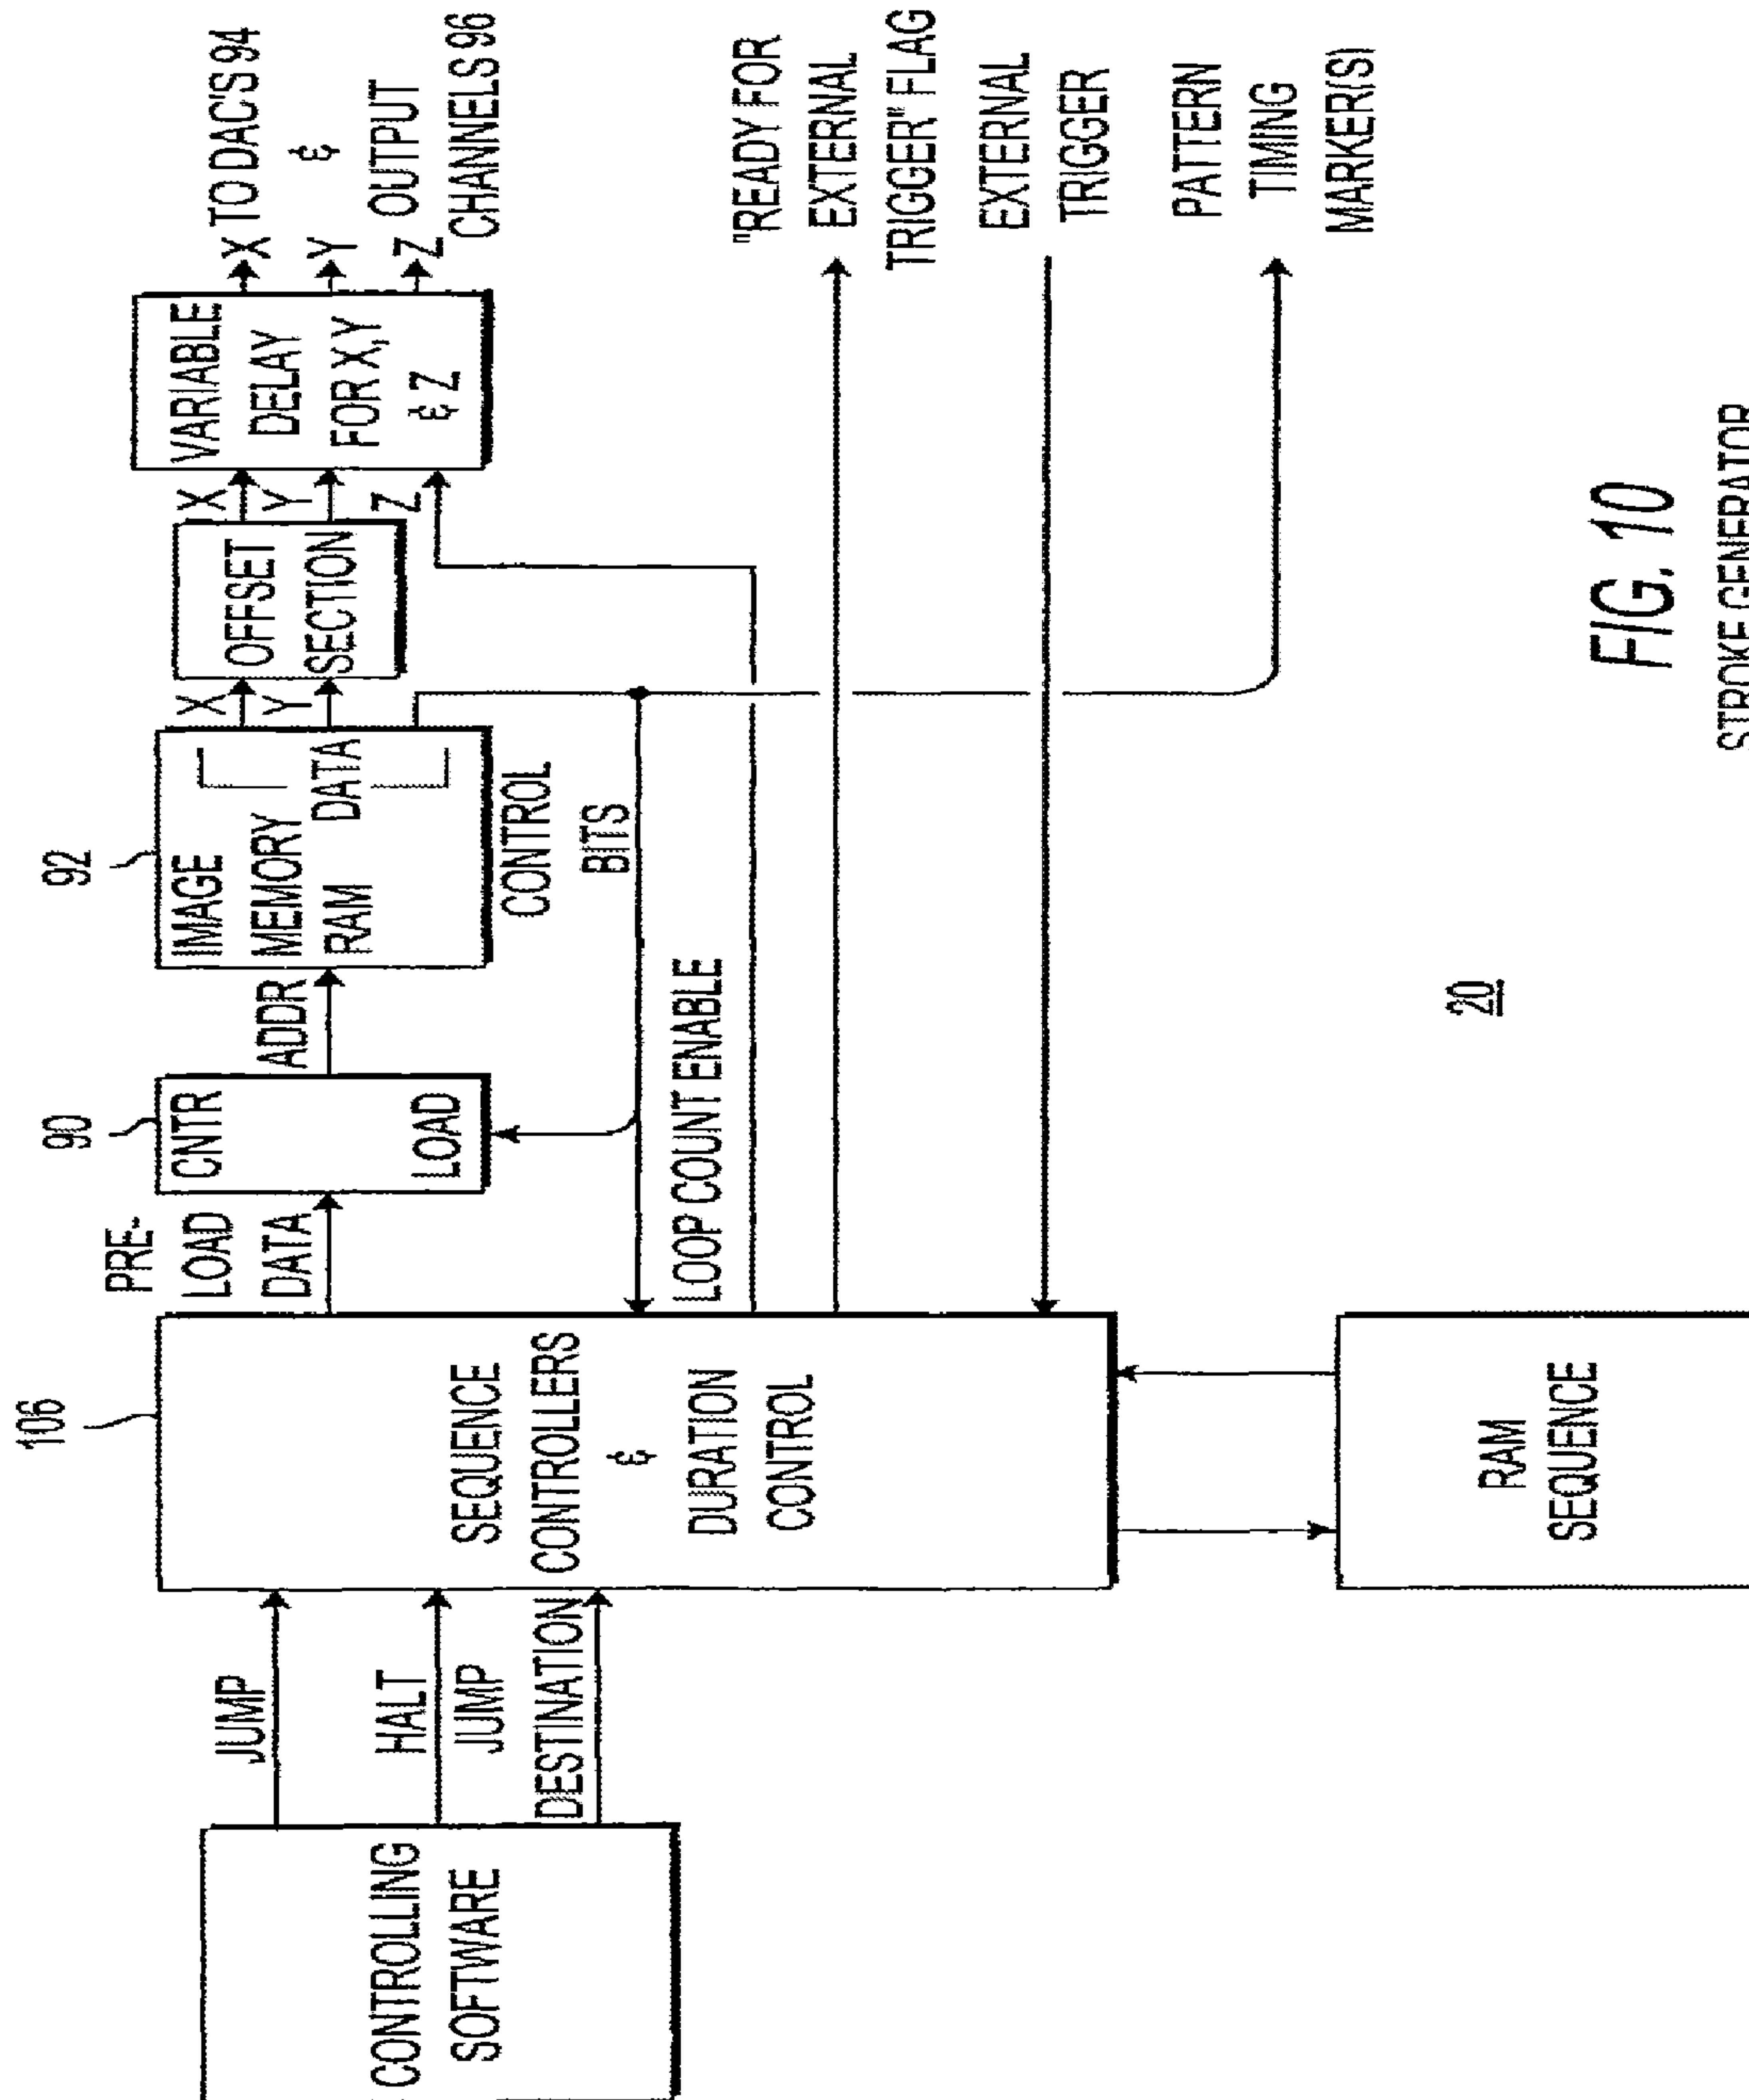 CONTROLLING
SOFTWARE
JUMP
HALT
JUMP
DESTINATION
106
SEQUENCE
CONTROLLERS
&
DURATION
CONTROL
RAM
SEQUENCE
PRE-
LOAD
DATA
90
CNTR
LOAD
ADDR
92
IMAGE
MEMORY
RAM
DATA
CONTROL
BITS
LOOP COUNT ENABLE
X
Y
OFFSET
SECTION
X
Y
Z
VARIABLE
DELAY
FOR X,Y
& Z
X TO DAC'S 94
&
Y
OUTPUT
Z
CHANNELS 96
"READY FOR
EXTERNAL
TRIGGER" FLAG
EXTERNAL
TRIGGER
PATTERN
TIMING
MARKER(S)
20
FIG. 10
STROKE GENERATOR